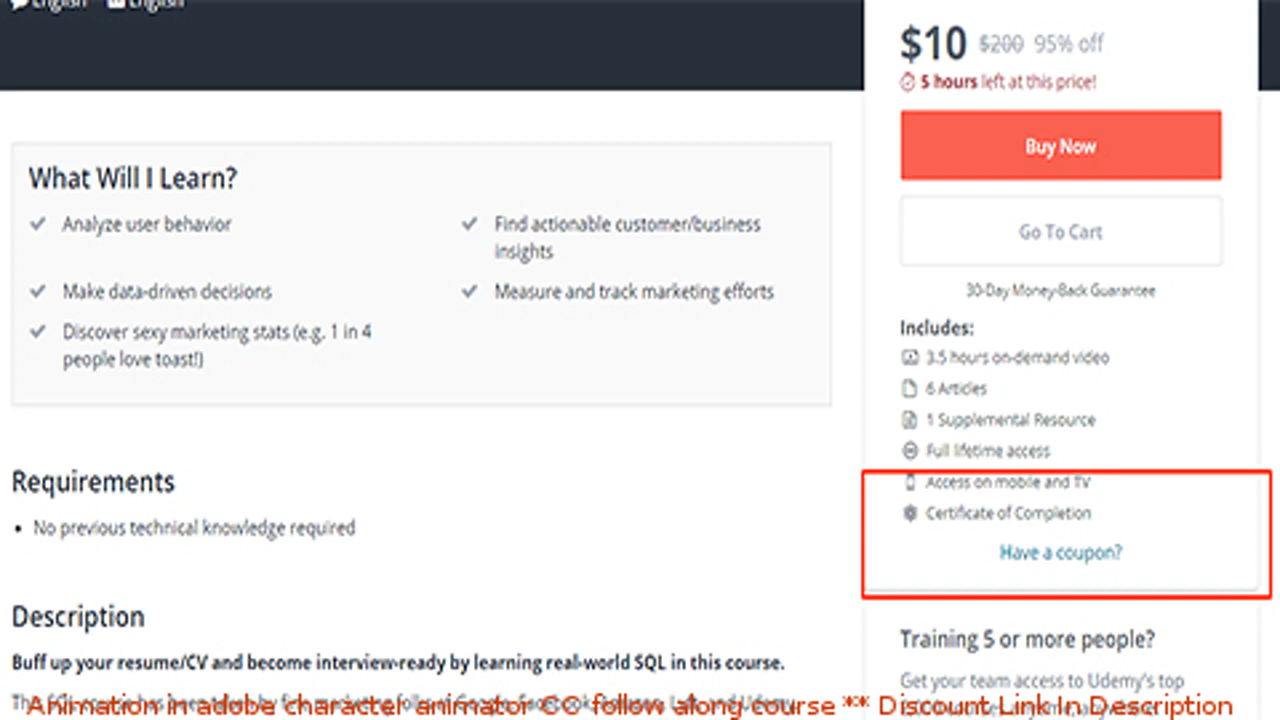 English English
$10 $200 95% off
5 hours left at this price!
Buy Now
Go To Cart
30-Day Money-Back Guarantee
Includes:
3.5 hours on-demand video
6 Articles
1 Supplemental Resource
Full lifetime access
Access on mobile and TV
Certificate of Completion
Have a coupon?
Training 5 or more people?
Get your team access to Udemy's top
What Will I Learn?
Analyze user behavior
Find actionable customer/business
insights
Make data-driven decisions
Measure and track marketing efforts
Discover sexy marketing stats (e.g. 1 in 4
people love toast!)
Requirements
No previous technical knowledge required
Description
Buff up your resume/CV and become interview-ready by learning real-world SQL in this course.
Animation in adobe character animator CC follow along course ** Discount Link In Description